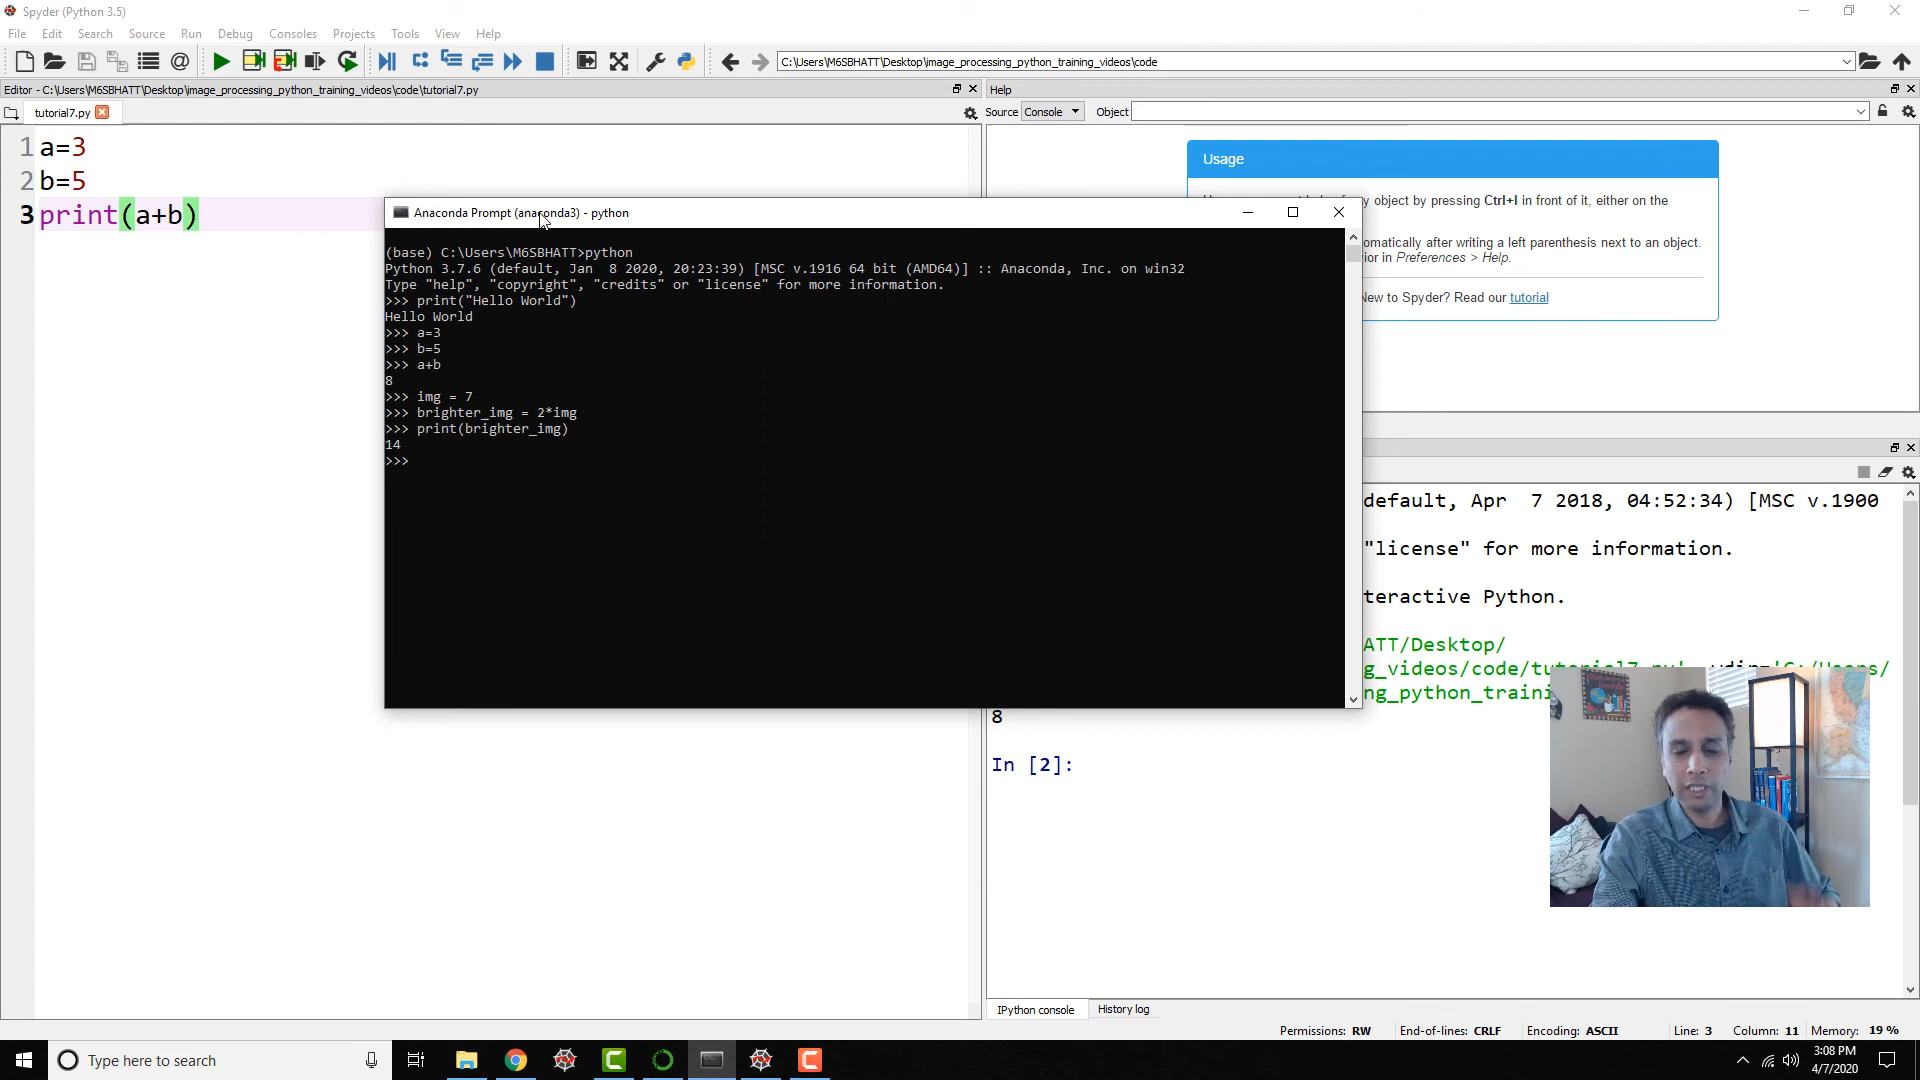 Spyder (Python 3.5)
File Edit Search Source Run Debug Consoles Projects Tools View Help
C:\Users\M6SBHATT\Desktop\image_processing_python_training_videos\code
Editor - C:\Users\M6SBHATT\Desktop\image_processing_python_training_videos\code\tutorial7.py
tutorial7.py
1 a=3
2 b=5
3 print(a+b)
Help
Source Console Object
Usage
object by pressing Ctrl+I in front of it, either on the
omatically after writing a left parenthesis next to an object.
ior in Preferences > Help.
New to Spyder? Read our tutorial
Anaconda Prompt (anaconda3) - python
(base) C:\Users\M6SBHATT>python
Python 3.7.6 (default, Jan 8 2020, 20:23:39) [MSC v.1916 64 bit (AMD64)] :: Anaconda, Inc. on win32
Type "help", "copyright", "credits" or "license" for more information.
>>> print("Hello World")
Hello World
>>> a=3
>>> b=5
>>> a+b
8
>>> img = 7
>>> brighter_img = 2*img
>>> print(brighter_img)
14
>>>
default, Apr 7 2018, 04:52:34) [MSC v.1900
"license" for more information.
teractive Python.
ATT/Desktop/
g_videos/code/tutorial7.py', wdir='C:/Users/
ng_python_traini
8
In [2]:
IPython console History log
Permissions: RW End-of-lines: CRLF Encoding: ASCII Line: 3 Column: 11 Memory: 19 %
Type here to search
3:08 PM
4/7/2020